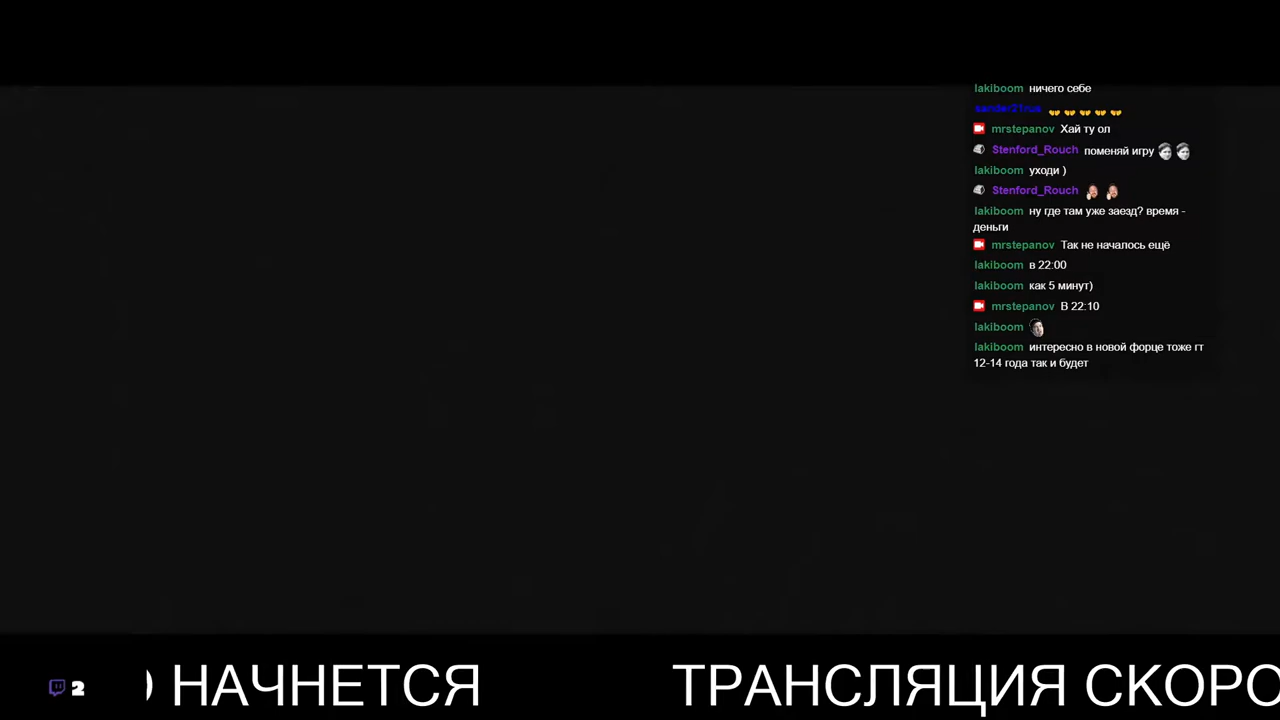 lakiboom ничего себе
sander21rus
mrstepanov Хай ту ол
Stenford_Rouch поменяй игру
lakiboom уходи )
Stenford_Rouch
lakiboom ну где там уже заезд? время -
деньги
mrstepanov Так не началось ещё
lakiboom в 22:00
lakiboom как 5 минут)
mrstepanov В 22:10
lakiboom
lakiboom интересно в новой форце тоже гт
12-14 года так и будет
2 НАЧНЕТСЯ ТРАНСЛЯЦИЯ СКОРО